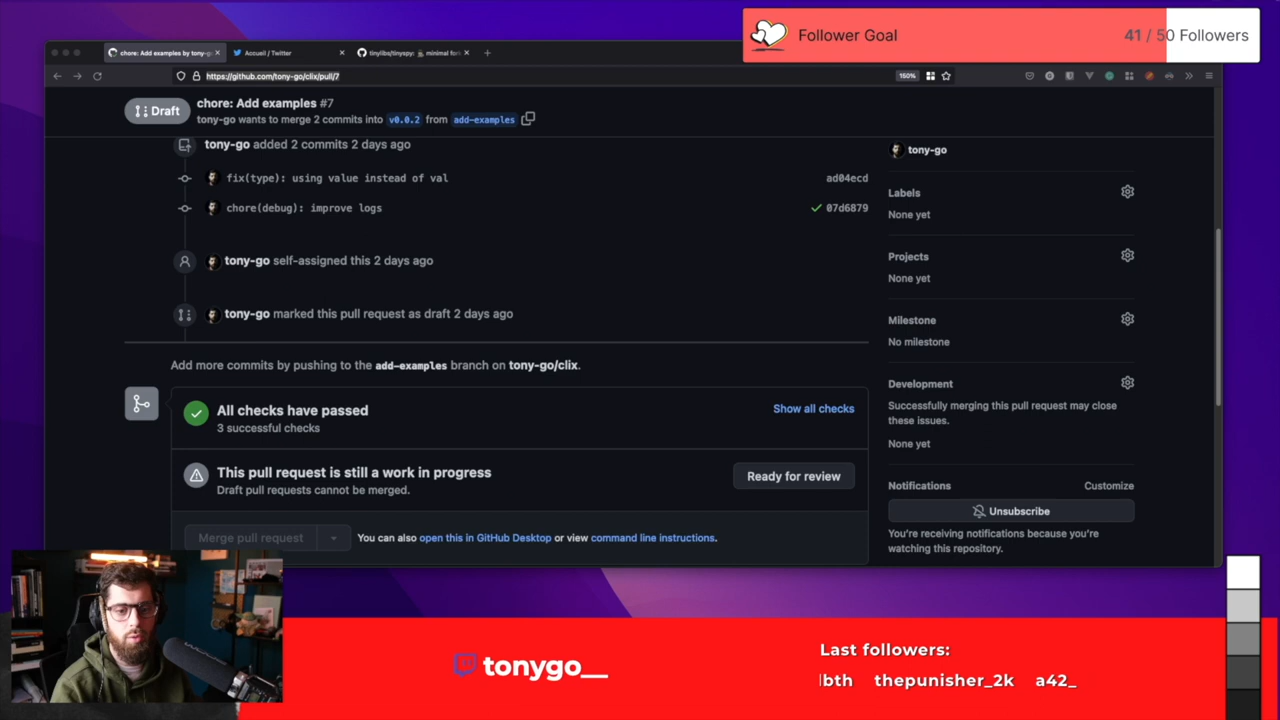 Follower Goal
41 / 50 Followers
chore: Add examples by tony-go
Accueil / Twitter
tinylibs/tinyspy:
https://github.com/tony-go/clix/pull/7
150%
Draft
chore: Add examples #7
tony-go wants to merge 2 commits into v0.0.2 from add-examples
tony-go added 2 commits 2 days ago
fix(type): using value instead of val
ad04ecd
chore(debug): improve logs
07d6879
tony-go self-assigned this 2 days ago
tony-go marked this pull request as draft 2 days ago
Add more commits by pushing to the add-examples branch on tony-go/clix.
All checks have passed
3 successful checks
Show all checks
This pull request is still a work in progress
Draft pull requests cannot be merged.
Ready for review
Merge pull request
You can also open this in GitHub Desktop or view command line instructions.
tony-go
Labels
None yet
Projects
None yet
Milestone
No milestone
Development
Successfully merging this pull request may close
these issues.
None yet
Notifications
Customize
Unsubscribe
You're receiving notifications because you're
watching this repository.
tonygo__
Last followers:
lbth thepunisher_2k a42_